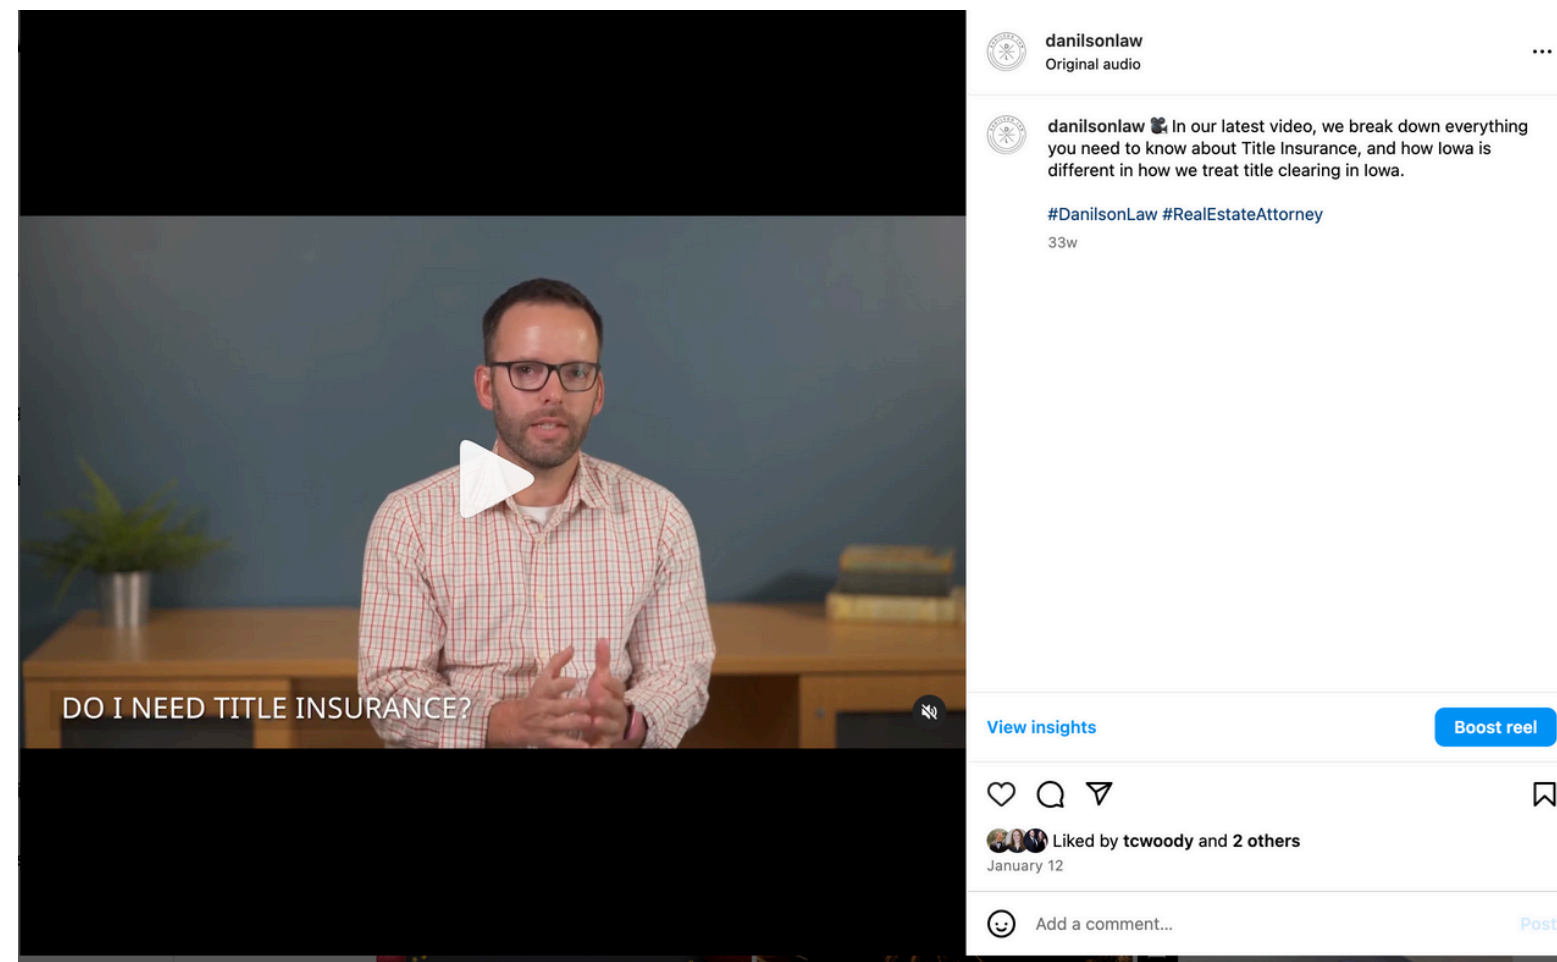 danilsonlaw
Original audio
danilsonlaw 🎥 In our latest video, we break down everything
you need to know about Title Insurance, and how Iowa is
different in how we treat title clearing in Iowa.
#DanilsonLaw #RealEstateAttorney
33w
DO I NEED TITLE INSURANCE?
View insights
Boost reel
Liked by tcwoody and 2 others
January 12
Add a comment...
Post